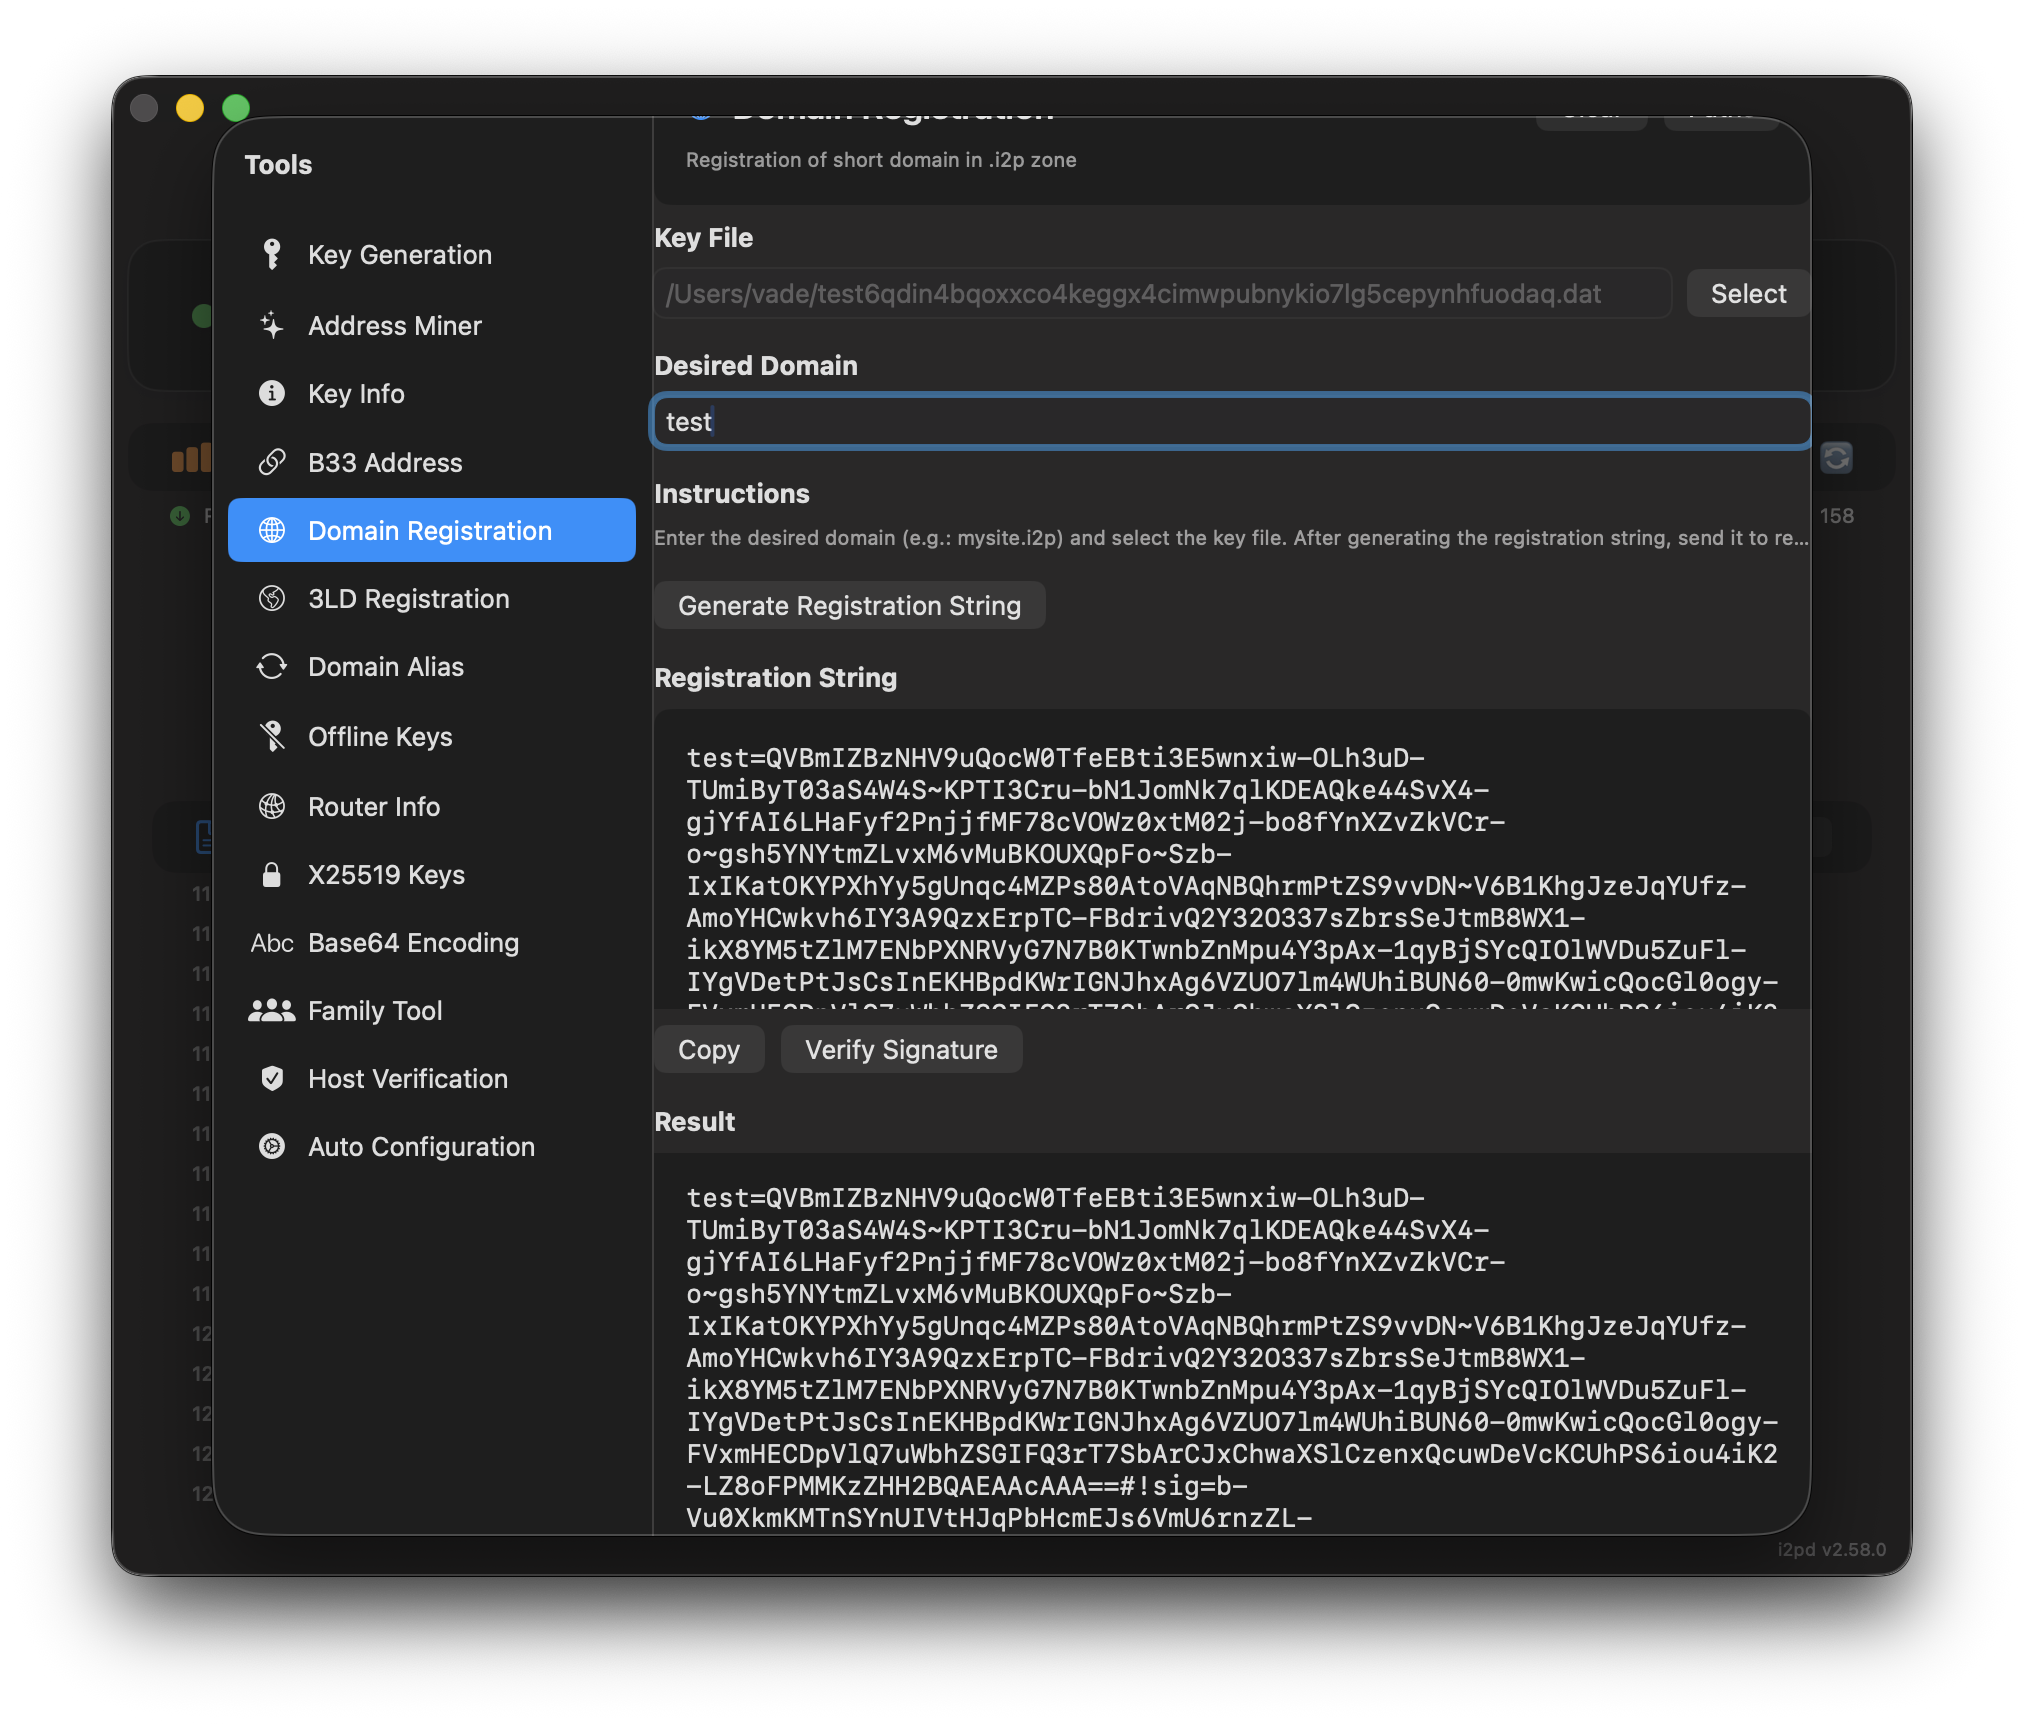 Tools
Key Generation
Address Miner
Key Info
B33 Address
Domain Registration
3LD Registration
Domain Alias
Offline Keys
Router Info
X25519 Keys
Abc Base64 Encoding
Family Tool
Host Verification
Auto Configuration
Domain Registration
Registration of short domain in .i2p zone
Key File
/Users/vade/test6qdin4bqoxxco4keggx4cimwpubnykio7lg5cepynhfuodaq.dat
Select
Desired Domain
test
Instructions
Enter the desired domain (e.g.: mysite.i2p) and select the key file. After generating the registration string, send it to re...
Generate Registration String
Registration String
test=QVBmIZBzNHV9uQocW0TfeEBti3E5wnxiw-OLh3uD-
TUmiByT03aS4W4S~KPTI3Cru-bN1JomNk7qlKDEAQke44SvX4-
gjYfAI6LHaFyf2PnjjfMF78cVOWz0xtM02j-bo8fYnXZvZkVCr-
o~gsh5YNYtmZLvxM6vMuBKOUXQpFo~Szb-
IxIKatOKYPXhYy5gUnqc4MZPs80AtoVAqNBQhrmPtZS9vvDN~V6B1KhgJzeJqYUfz-
AmoYHCwkvh6IY3A9QzxErpTC-FBdrivQ2Y32O337sZbrsSeJtmB8WX1-
ikX8YM5tZlM7ENbPXNRVyG7N7B0KTwnbZnMpu4Y3pAx-1qyBjSYcQIOlWVDu5ZuFl-
IYgVDetPtJsCsInEKHBpdKWrIGNJhxAg6VZUO7lm4WUhiBUN60-0mwKwicQocGl0ogy-
Copy
Verify Signature
Result
test=QVBmIZBzNHV9uQocW0TfeEBti3E5wnxiw-OLh3uD-
TUmiByT03aS4W4S~KPTI3Cru-bN1JomNk7qlKDEAQke44SvX4-
gjYfAI6LHaFyf2PnjjfMF78cVOWz0xtM02j-bo8fYnXZvZkVCr-
o~gsh5YNYtmZLvxM6vMuBKOUXQpFo~Szb-
IxIKatOKYPXhYy5gUnqc4MZPs80AtoVAqNBQhrmPtZS9vvDN~V6B1KhgJzeJqYUfz-
AmoYHCwkvh6IY3A9QzxErpTC-FBdrivQ2Y32O337sZbrsSeJtmB8WX1-
ikX8YM5tZlM7ENbPXNRVyG7N7B0KTwnbZnMpu4Y3pAx-1qyBjSYcQIOlWVDu5ZuFl-
IYgVDetPtJsCsInEKHBpdKWrIGNJhxAg6VZUO7lm4WUhiBUN60-0mwKwicQocGl0ogy-
FVxmHECDpVlQ7uWbhZSGIFQ3rT7SbArCJxChwaXSlCzenxQcuwDeVcKCUhPS6iou4iK2
-LZ8oFPMMKzZHH2BQAEAAcAAA==#!sig=b-
Vu0XkmKMTnSYnUIVtHJqPbHcmEJs6VmU6rnzZL-
158
i2pd v2.58.0